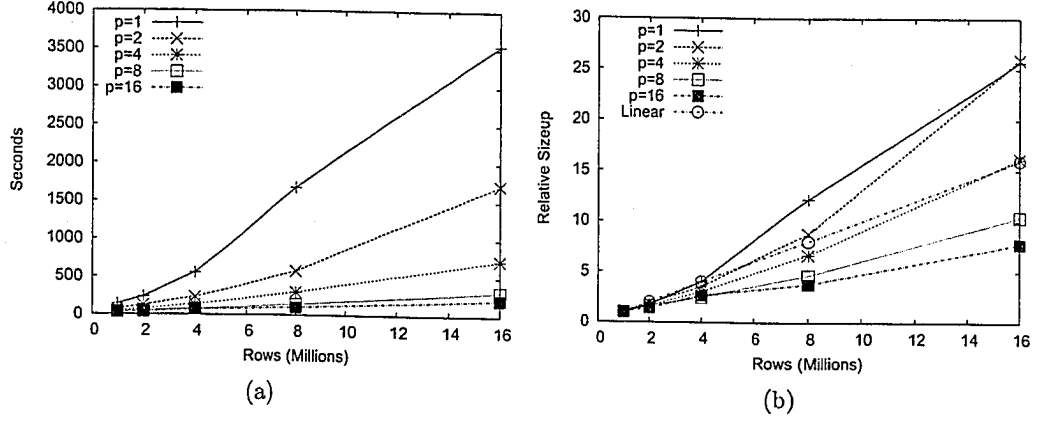 4000
3500
3000
2500
2000
1500
1000
500
0
Seconds
p=1
p=2
p=4
p=8
p=16
0
2
4
6
8
10
12
14
16
Rows (Millions)
(a)
30
25
20
15
10
5
0
Relative Sizeup
p=1
p=2
p=4
p=8
p=16
Linear
0
2
4
6
8
10
12
14
16
Rows (Millions)
(b)